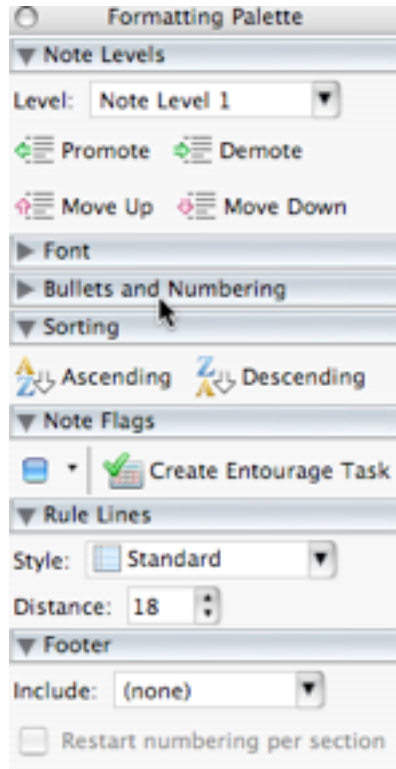 Formatting Palette
Note Levels
Level: Note Level 1
Promote Demote
Move Up Move Down
Font
Bullets and Numbering
Sorting
Ascending Descending
Note Flags
Create Entourage Task
Rule Lines
Style: Standard
Distance: 18
Footer
Include: (none)
Restart numbering per section